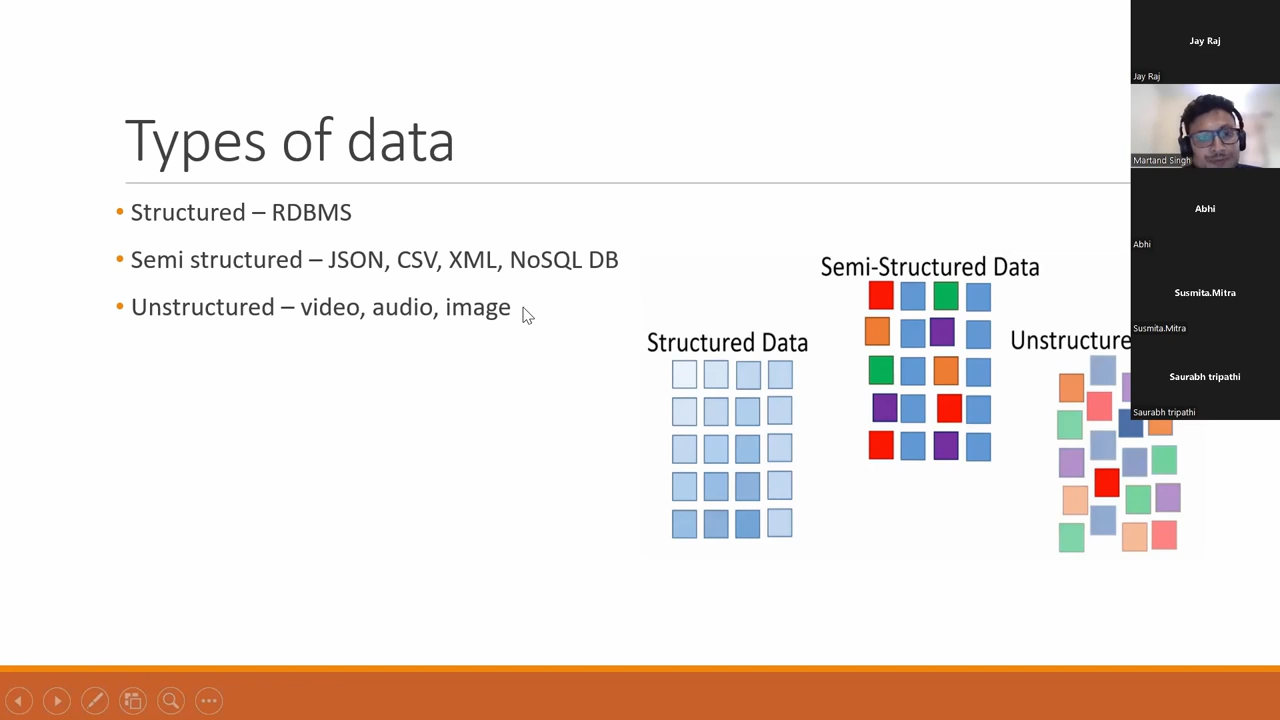 Types of data
• Structured – RDBMS
• Semi structured – JSON, CSV, XML, NoSQL DB
• Unstructured – video, audio, image
Semi-Structured Data
Structured Data
Unstructure
Jay Raj
Jay Raj
Martand Singh
Abhi
Abhi
Susmita.Mitra
Susmita.Mitra
Saurabh tripathi
Saurabh tripathi